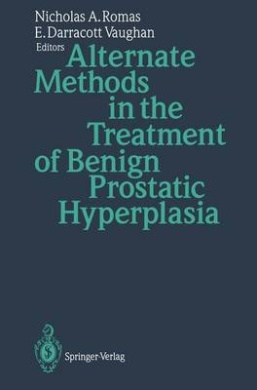 Nicholas A. Romas
E. Darracott Vaughan
Editors
Alternate
Methods
in the
Treatment
of Benign
Prostatic
Hyperplasia
Springer-Verlag